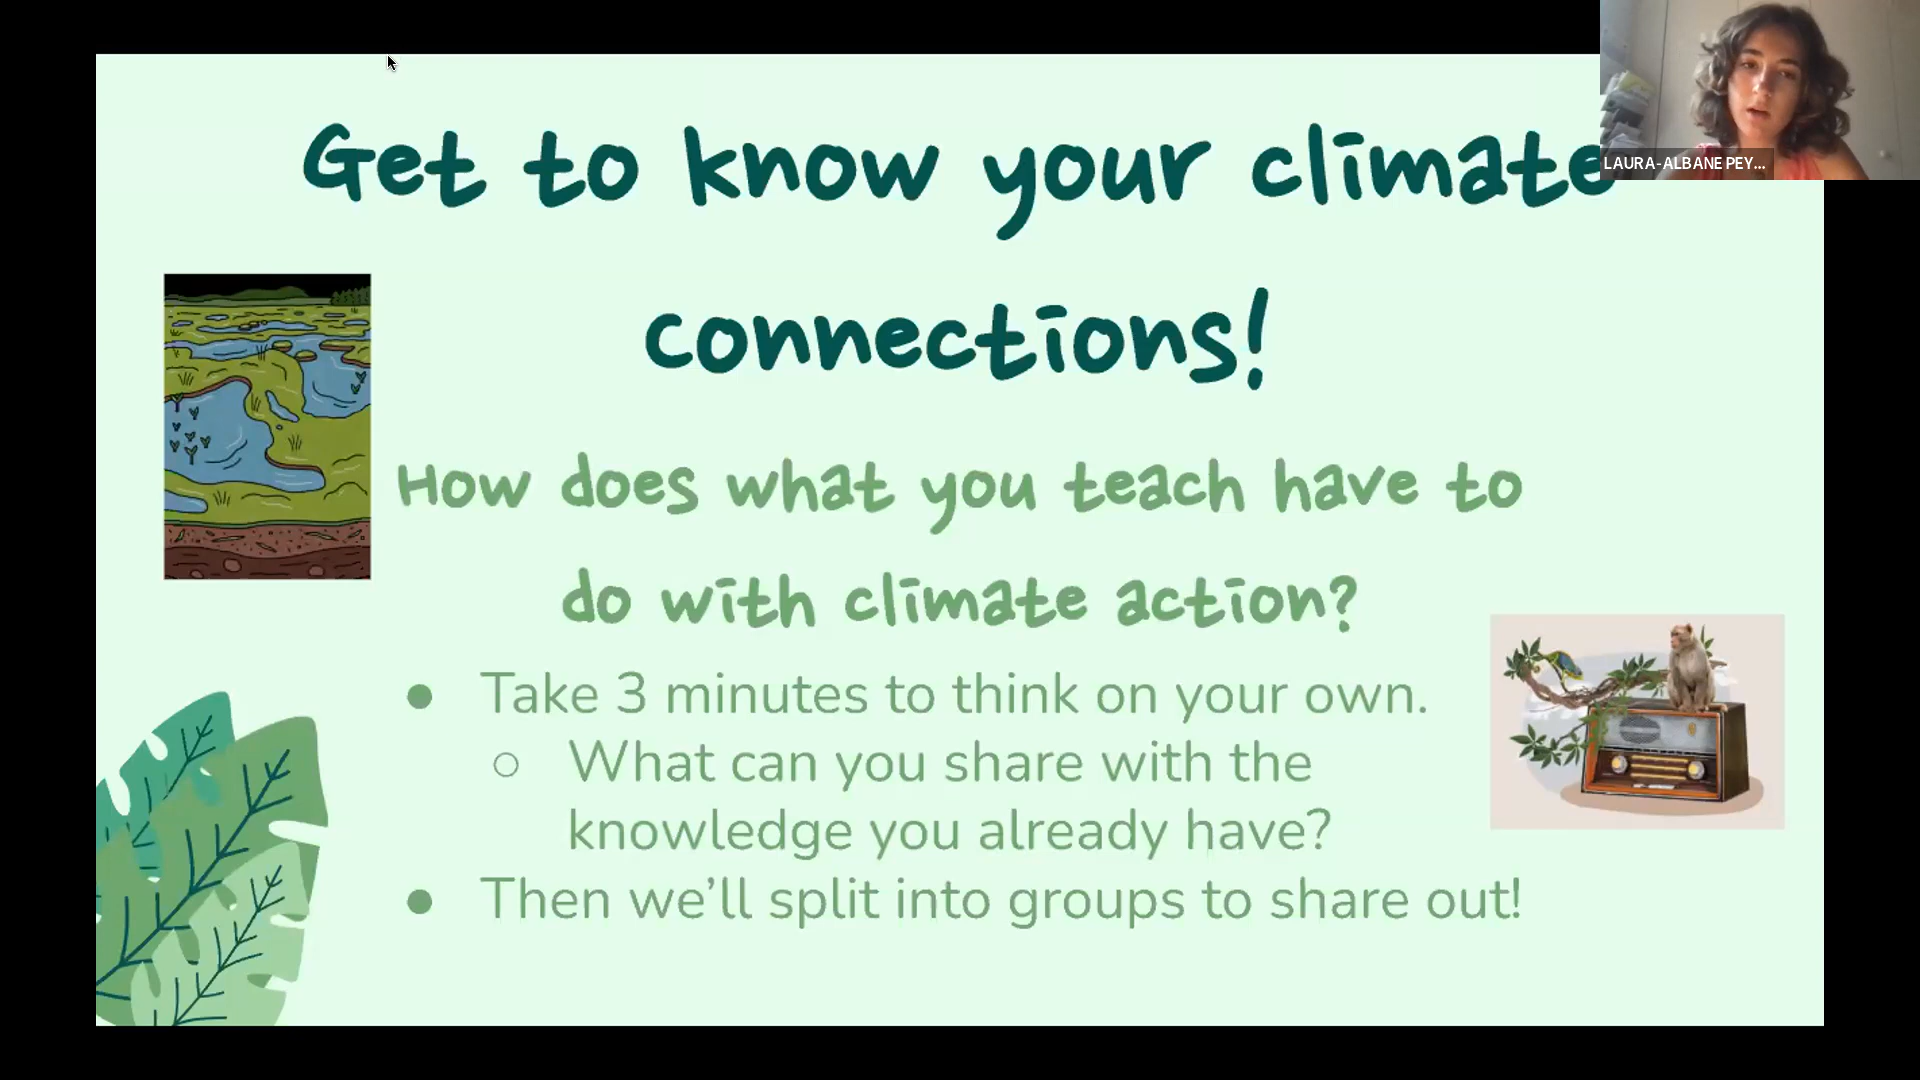 Get to know your climate
connections!
LAURA-ALBANE PEY...
How does what you teach have to
do with climate action?
● Take 3 minutes to think on your own.
○ What can you share with the
knowledge you already have?
● Then we’ll split into groups to share out!